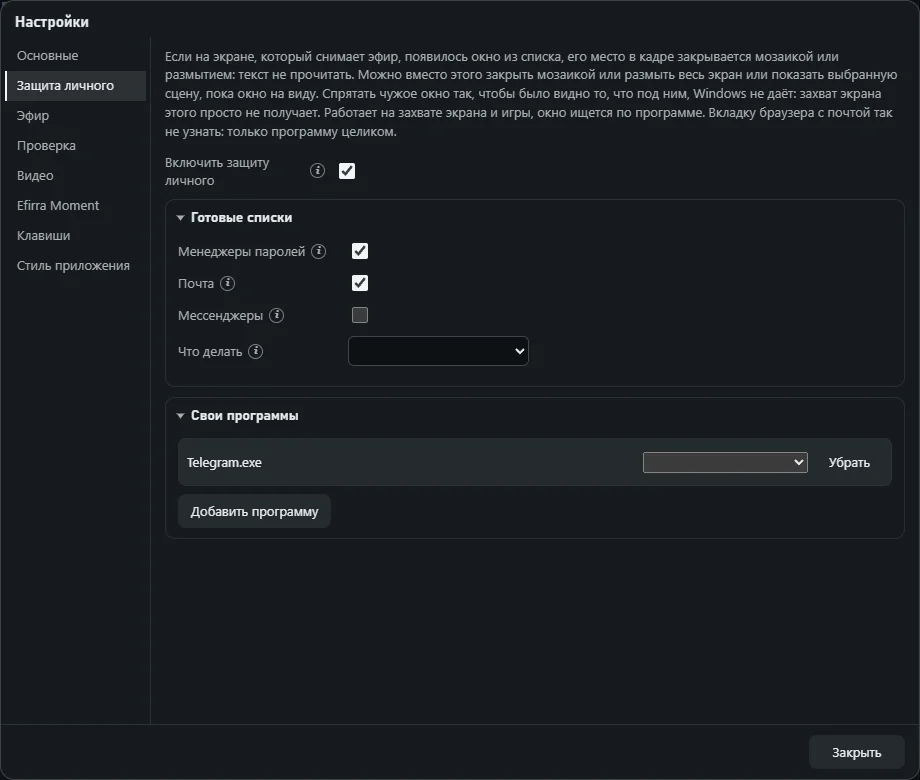 Настройки
Основные
Защита личного
Эфир
Проверка
Видео
Efirra Moment
Клавиши
Стиль приложения
Если на экране, который снимает эфир, появилось окно из списка, его место в кадре закрывается мозаикой или
размытием: текст не прочитать. Можно вместо этого закрыть мозаикой или размыть весь экран или показать выбранную
сцену, пока окно на виду. Спрятать чужое окно так, чтобы было видно то, что под ним, Windows не даёт: захват экрана
этого просто не получает. Работает на захвате экрана и игры, окно ищется по программе. Вкладку браузера с почтой так
не узнать: только программу целиком.
Включить защиту
личного
Готовые списки
Менеджеры паролей
Почта
Мессенджеры
Что делать
Свои программы
Telegram.exe
Убрать
Добавить программу
Закрыть